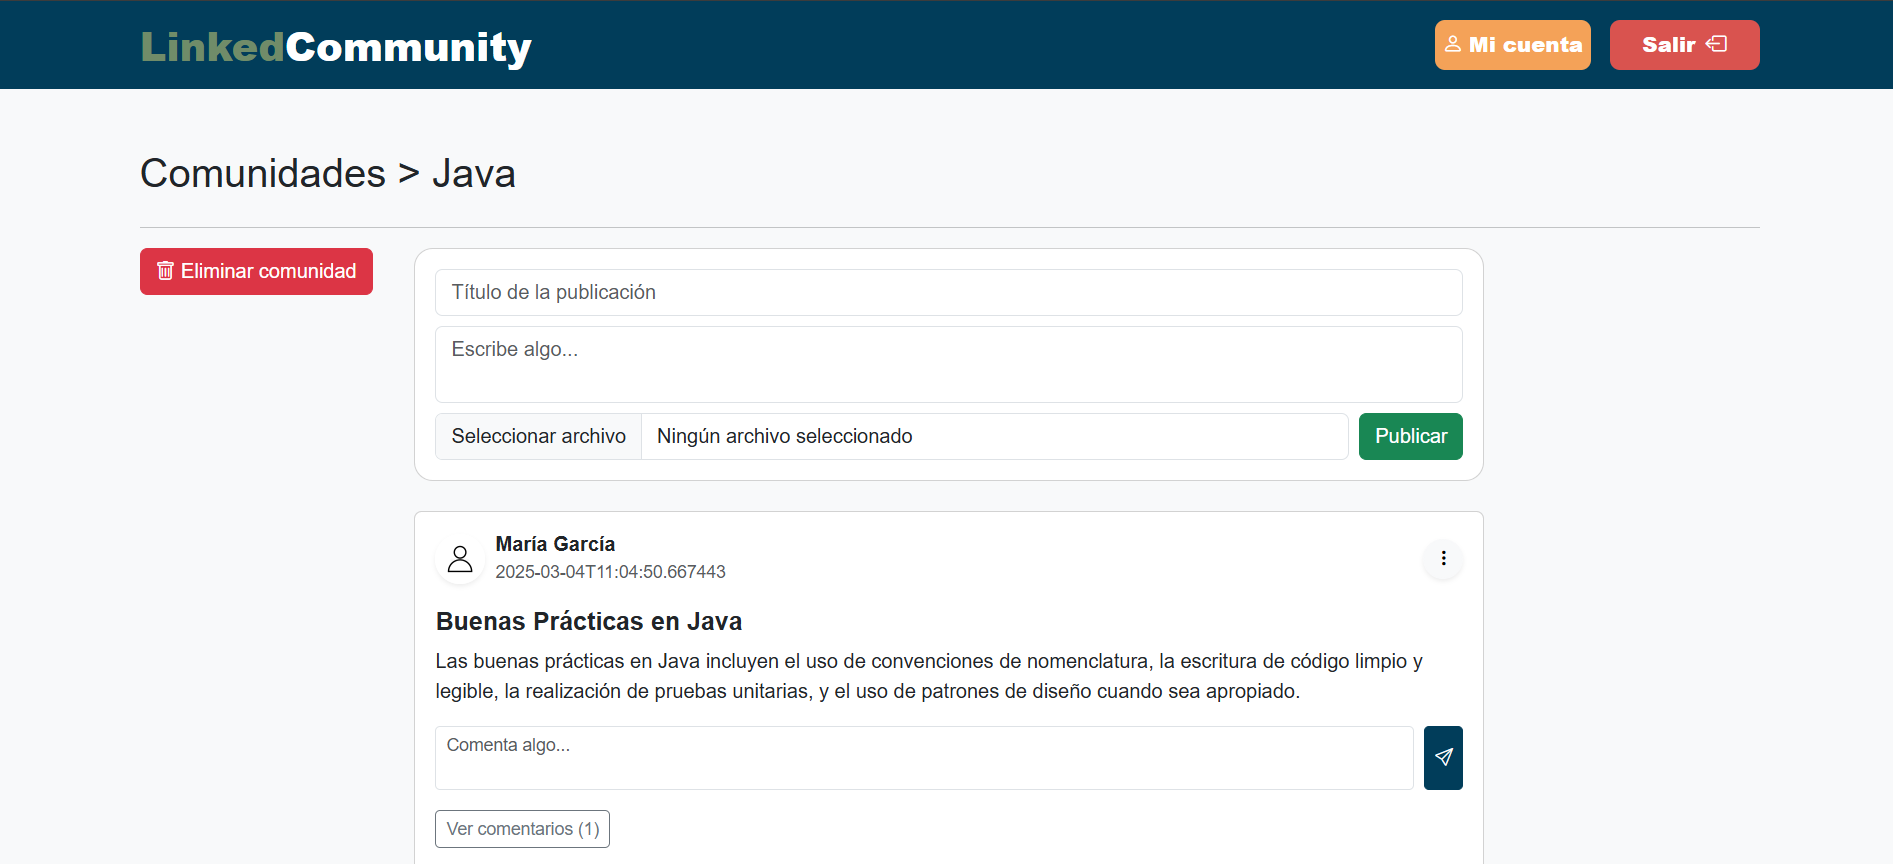 LinkedCommunity
Mi cuenta
Salir
Comunidades > Java
Eliminar comunidad
Título de la publicación
Escribe algo...
Seleccionar archivo
Ningún archivo seleccionado
Publicar
María García
2025-03-04T11:04:50.667443
Buenas Prácticas en Java
Las buenas prácticas en Java incluyen el uso de convenciones de nomenclatura, la escritura de código limpio y
legible, la realización de pruebas unitarias, y el uso de patrones de diseño cuando sea apropiado.
Comenta algo...
Ver comentarios (1)